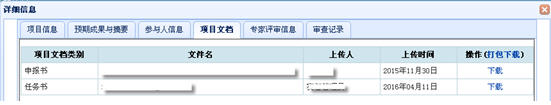 详细信息
项目信息 预期成果与摘要 参与人信息 项目文档 专家评审信息 审查记录
项目文档类别 文件名 上传人 上传时间 操作 (打包下载)
申报书 2015年11月30日 下载
任务书 2016年04月11日 下载